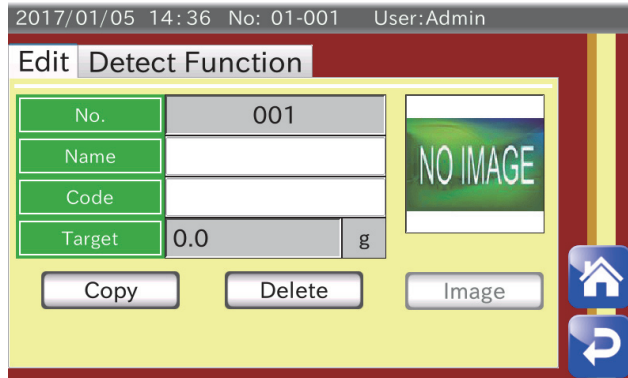 2017/01/05 14:36 No: 01-001 User:Admin
Edit Detect Function
No. 001
Name
NO IMAGE
Code
Target 0.0 g
Copy Delete Image